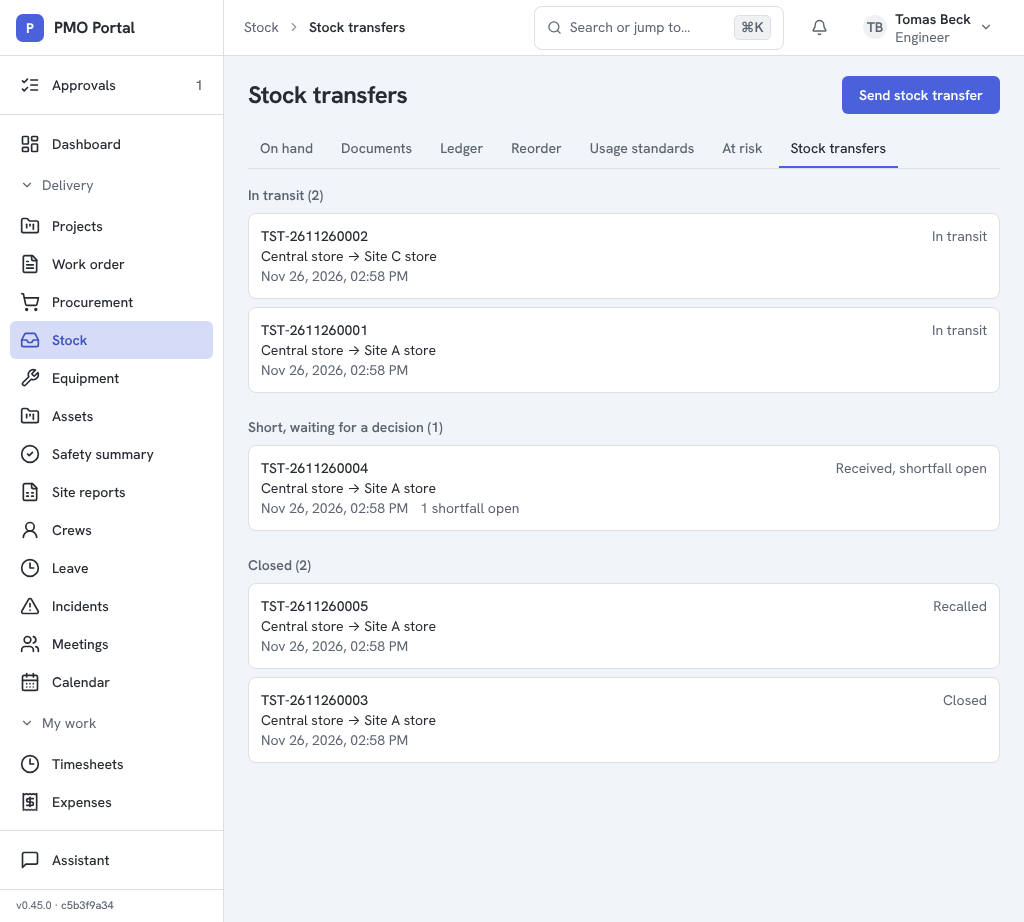 P PMO Portal
Stock > Stock transfers
Search or jump to... ⌘K
TB Tomas Beck
Engineer
Approvals 1
Dashboard
Delivery
Projects
Work order
Procurement
Stock
Equipment
Assets
Safety summary
Site reports
Crews
Leave
Incidents
Meetings
Calendar
My work
Timesheets
Expenses
Assistant
v0.45.0 · c5b3f9a34
Stock transfers
Send stock transfer
On hand Documents Ledger Reorder Usage standards At risk Stock transfers
In transit (2)
TST-2611260002 In transit
Central store → Site C store
Nov 26, 2026, 02:58 PM
TST-2611260001 In transit
Central store → Site A store
Nov 26, 2026, 02:58 PM
Short, waiting for a decision (1)
TST-2611260004 Received, shortfall open
Central store → Site A store
Nov 26, 2026, 02:58 PM 1 shortfall open
Closed (2)
TST-2611260005 Recalled
Central store → Site A store
Nov 26, 2026, 02:58 PM
TST-2611260003 Closed
Central store → Site A store
Nov 26, 2026, 02:58 PM